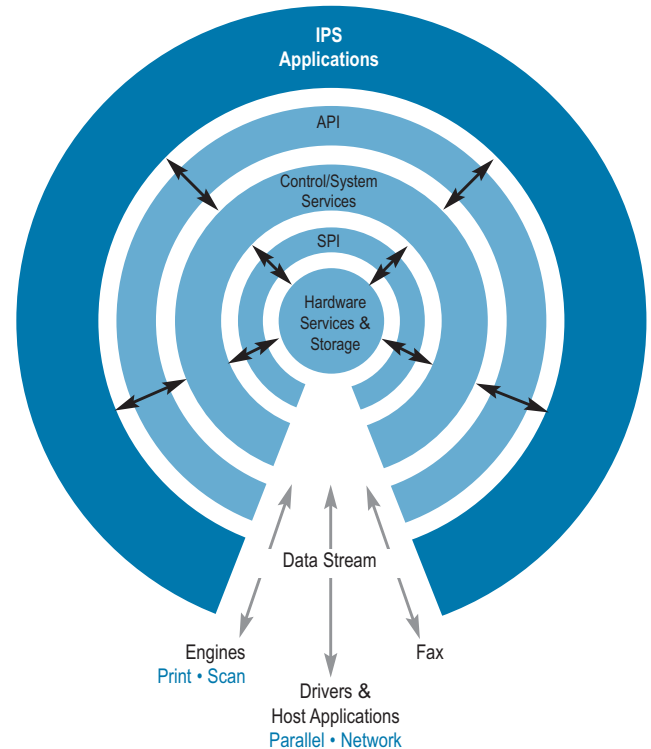 IPS
Applications
API
Control/System
Services
SPI
Hardware
Services &
Storage
Data Stream
Engines
Print • Scan
Fax
Drivers &
Host Applications
Parallel • Network